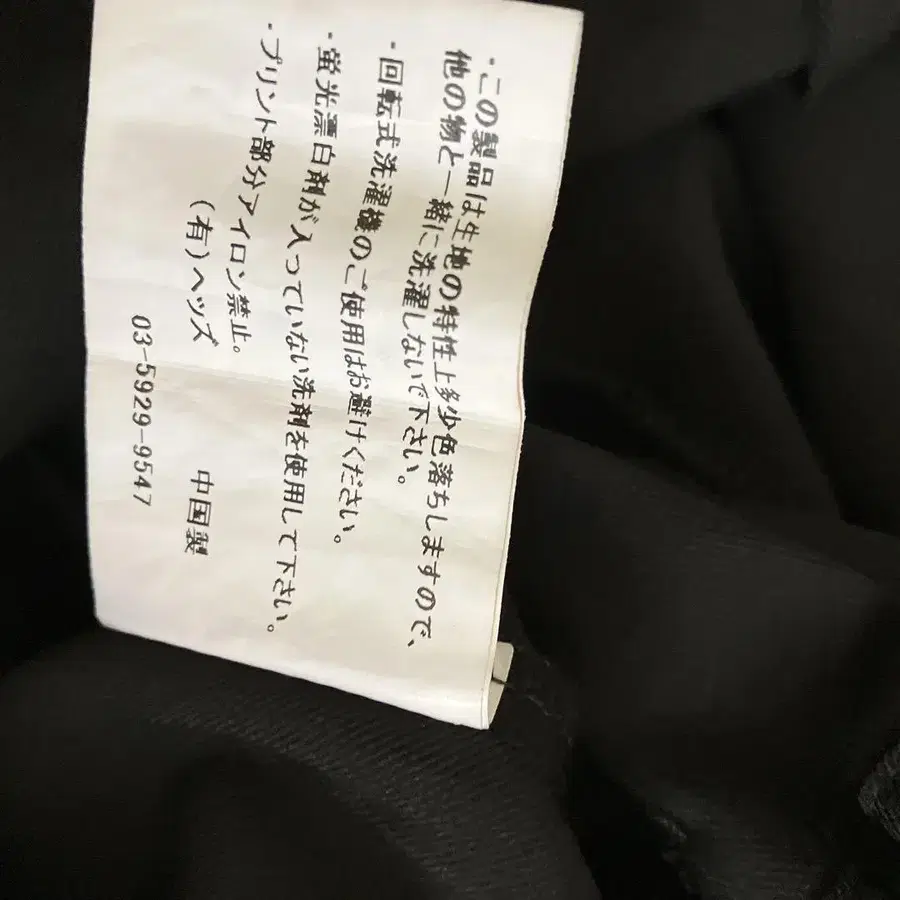 ・この製品は生地の特性上多少色落ちしますので、
他の物と一緒に洗濯しないで下さい。
・回転式洗濯機のご使用はお避けください。
・蛍光漂白剤が入っていない洗剤を使用して下さい。
・プリント部分アイロン禁止。
(有)ヘッズ 中国製
03-5929-9547